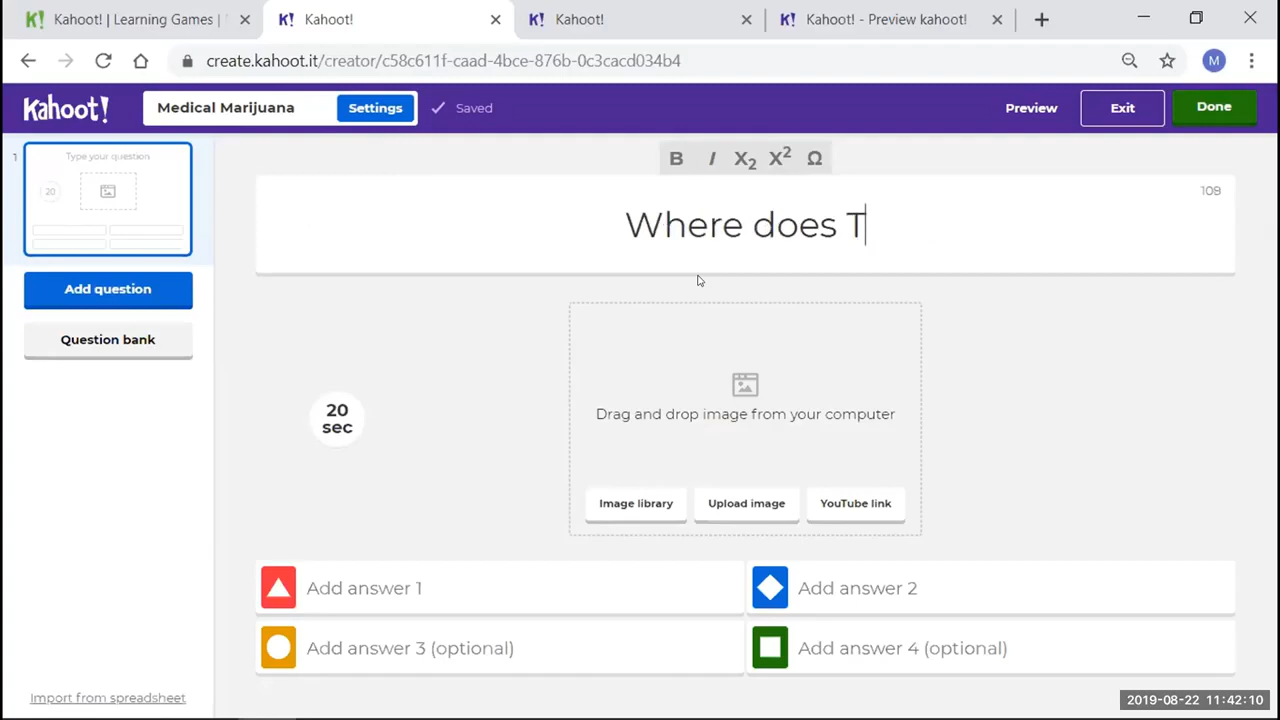 Kahoot! | Learning Games |
Kahoot!
Kahoot!
Kahoot! - Preview kahoot!
create.kahoot.it/creator/c58c611f-caad-4bce-876b-0c3cacd034b4
M
Kahoot!
Medical Marijuana
Settings
Saved
Preview
Exit
Done
1
Type your question
20
Add question
Question bank
Import from spreadsheet
B I X2 X2 Ω
109
Where does T
20
sec
Drag and drop image from your computer
Image library
Upload image
YouTube link
Add answer 1
Add answer 2
Add answer 3 (optional)
Add answer 4 (optional)
2019-08-22 11:42:10